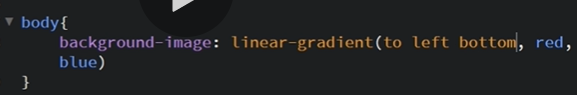 body{
background-image: linear-gradient(to left bottom, red,
blue)
}